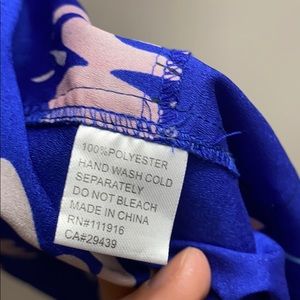 100%POLYESTER
HAND WASH COLD
SEPARATELY
DO NOT BLEACH
MADE IN CHINA
RN#111916
CA#29439